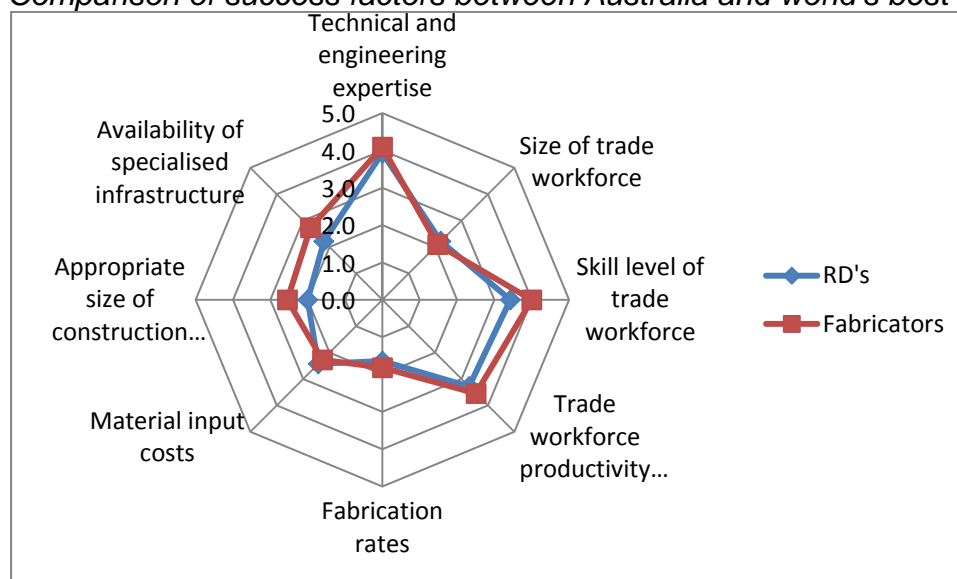 Comparison of success factors between Australia and world's best
Technical and
engineering
expertise
Size of trade
workforce
Skill level of
trade
workforce
Trade
workforce
productivity…
Fabrication
rates
Material input
costs
Appropriate
size of
construction…
Availability of
specialised
infrastructure
5.0
4.0
3.0
2.0
1.0
0.0
RD's
Fabricators